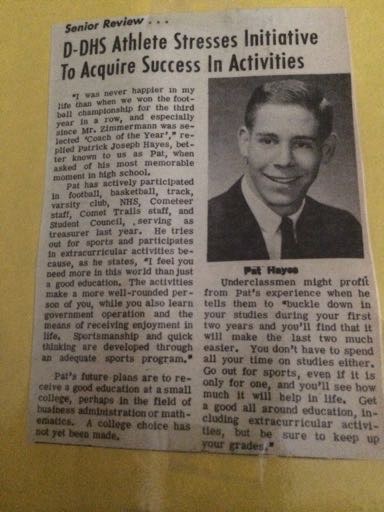 Senior Review . . .
D-DHS Athlete Stresses Initiative
To Acquire Success In Activities
"I was never happier in my
life than when we won the foot-
ball championship for the third
year in a row, and especially
since Mr. Zimmermann was se-
lected 'Coach of the Year'," re-
plied Patrick Joseph Hayes, bet-
ter known to us as Pat, when
asked of his most memorable
moment in high school.
Pat has actively participated
in football, basketball, track,
varsity club, NHS, Cometeer
staff, Comet Trails staff, and
Student Council, serving as
treasurer last year. He tries
out for sports and participates
in extracurricular activities be-
cause, as he states, "I feel you
need more in this world than just
a good education. The activities
make a more well-rounded per-
son of you, while you also learn
government operation and the
means of receiving enjoyment in
life. Sportsmanship and quick
thinking are develop through
an adequate sports program."
Pat's future plans are to re-
ceive a good education at a small
college, perhaps in the field of
business administration or math-
ematics. A college choice has
not yet been made.
Pat Hayes
Underclassmen might profit
from Pat's experience when he
tells them to "buckle down in
your studies during your first
two years and you'll find that it
will make the last two much
easier. You don't have to spend
all your time on studies either.
Go out for sports, even if it is
only for one, and you'll see how
much it will help in life. Get
a good all around education, in-
cluding extracurricular activi-
ties, but be sure to keep up
your grades."